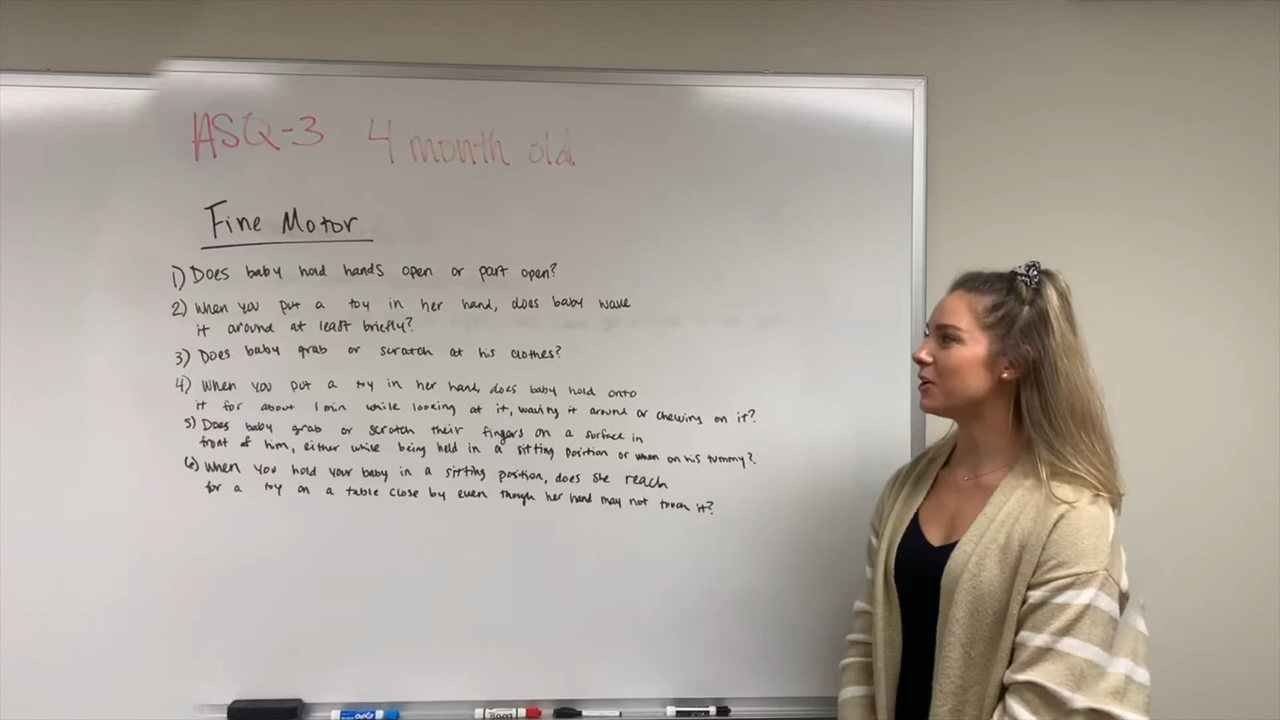 ASQ-3 4 month old
Fine Motor
1) Does baby hold hands open or part open?
2) When you put a toy in her hand, does baby wave
it around at least briefly?
3) Does baby grab or scratch at his clothes?
4) When you put a toy in her hand, does baby hold onto
it for about 1 min while looking at it, waving it around or chewing on it?
5) Does baby grab or scratch their fingers on a surface in
front of him, either while being held in a sitting position or when on his tummy?
6) When you hold your baby in a sitting position, does she reach
for a toy on a table close by even though her hand may not touch it?